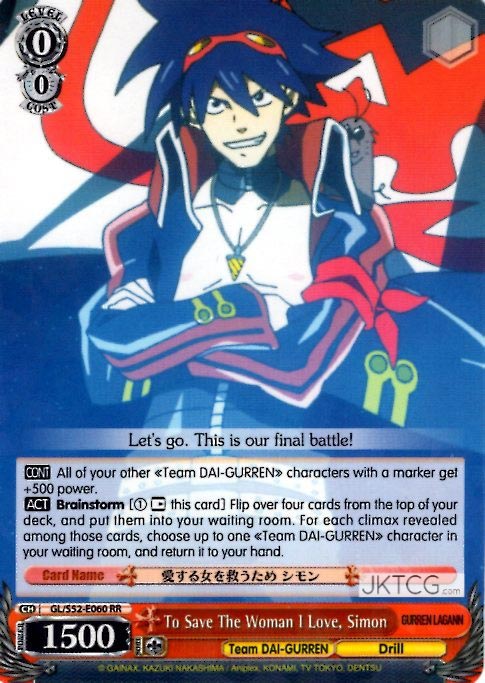 LEVEL
0
0
COST
Let's go. This is our final battle!
CONT All of your other «Team DAI-GURREN» characters with a marker get
+500 power.
ACT Brainstorm [① this card] Flip over four cards from the top of your
deck, and put them into your waiting room. For each climax revealed
among those cards, choose up to one «Team DAI-GURREN» character in
your waiting room, and return it to your hand.
Card Name 愛する女を救うため シモン
JKTCG.com
CH GL/S52-E060 RR
To Save The Woman I Love, Simon GURREN LAGANN
POWER 1500 SOUL Team DAI-GURREN Drill
© GAINAX, KAZUKI NAKASHIMA / Aniplex, KONAMI, TV TOKYO, DENTSU